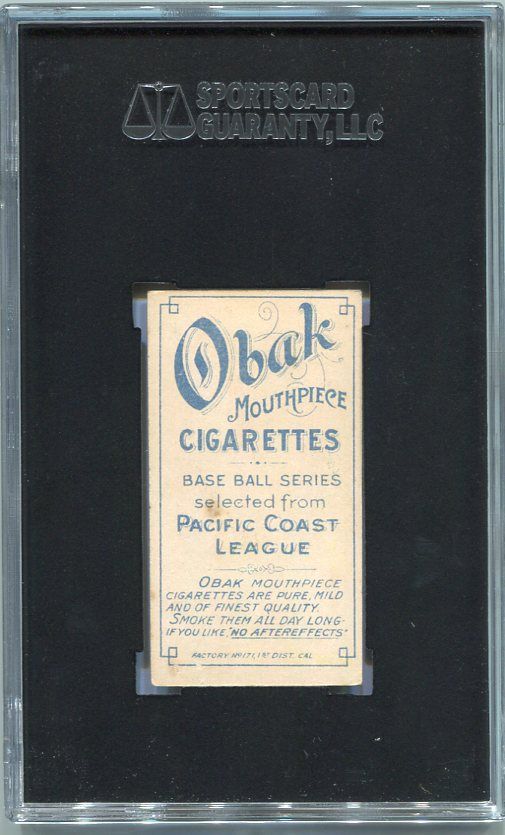 SPORTSCARD
GUARANTY, LLC
Obak
MOUTHPIECE
CIGARETTES
BASE BALL SERIES
selected from
PACIFIC COAST
LEAGUE
OBAK MOUTHPIECE
CIGARETTES ARE PURE, MILD
AND OF FINEST QUALITY.
SMOKE THEM ALL DAY LONG-
IF YOU LIKE, "NO AFTEREFFECTS"
FACTORY No 171, 1ST DIST. CAL